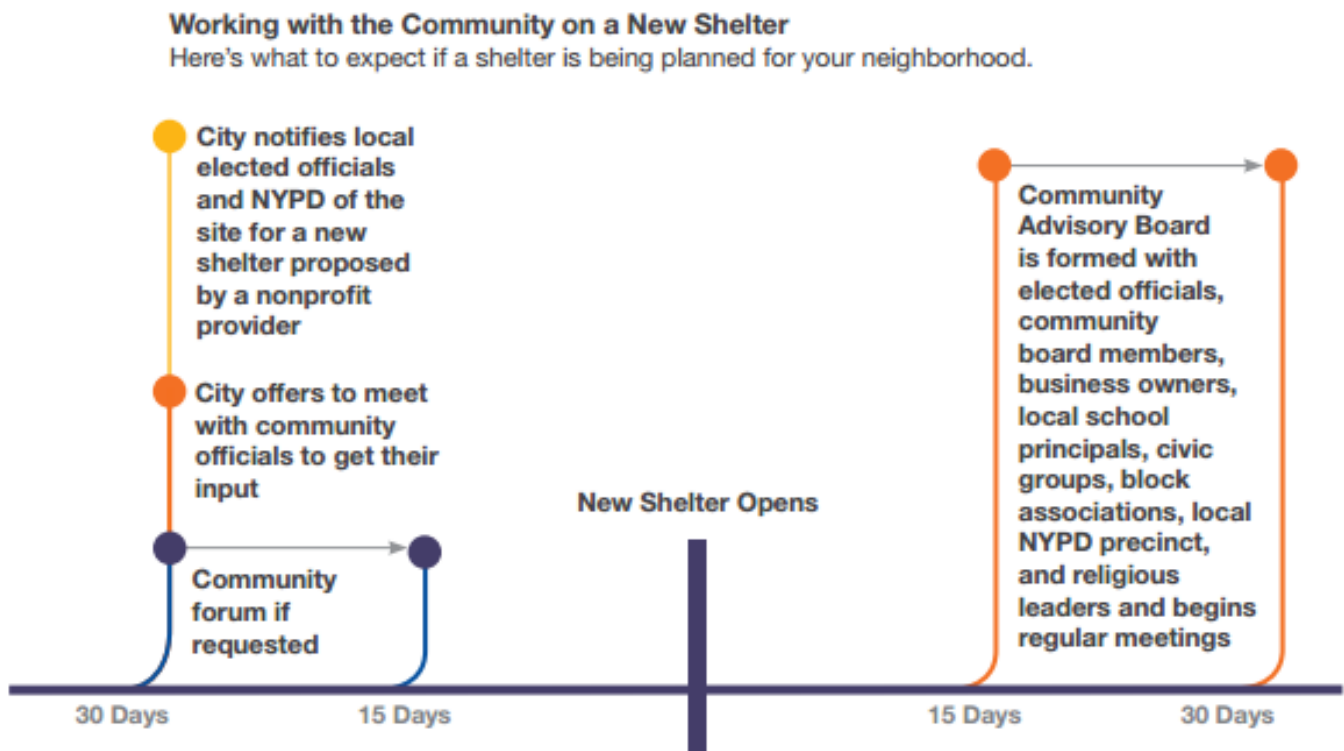 Working with the Community on a New Shelter
Here's what to expect if a shelter is being planned for your neighborhood.
City notifies local
elected officials
and NYPD of the
site for a new
shelter proposed
by a nonprofit
provider
City offers to meet
with community
officials to get their
input
Community
forum if
requested
New Shelter Opens
Community
Advisory Board
is formed with
elected officials,
community
board members,
business owners,
local school
principals, civic
groups, block
associations, local
NYPD precinct,
and religious
leaders and begins
regular meetings
30 Days
15 Days
15 Days
30 Days